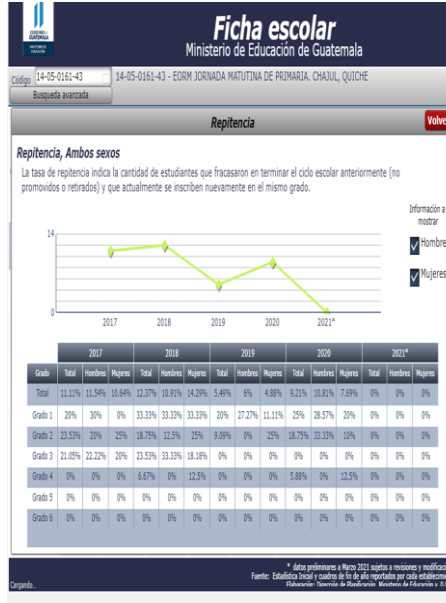 GOBIERNO de
GUATEMALA
MINISTERIO DE
EDUCACIÓN
Ficha escolar
Ministerio de Educación de Guatemala
Código 14-05-0161-43 14-05-0161-43 - EORM JORNADA MATUTINA DE PRIMARIA. CHAJUL, QUICHE
Busqueda avanzada
Repitencia Volve
Repitencia, Ambos sexos
La tasa de repitencia indica la cantidad de estudiantes que fracasaron en terminar el ciclo escolar anteriormente (no
promovidos o retirados) y que actualmente se inscriben nuevamente en el mismo grado.
Información a
mostrar
Hombre
Mujeres
14
0
2017 2018 2019 2020 2021*
2017 2018 2019 2020 2021*
Grado Total Hombres Mujeres Total Hombres Mujeres Total Hombres Mujeres Total Hombres Mujeres Total Hombres Mujeres
Total 11.11% 11.54% 10.64% 12.37% 10.91% 14.29% 5.49% 6% 4.88% 9.21% 10.81% 7.69% 0% 0% 0%
Grado 1 20% 30% 0% 33.33% 33.33% 33.33% 20% 27.27% 11.11% 25% 28.57% 20% 0% 0% 0%
Grado 2 23.53% 20% 25% 18.75% 12.5% 25% 9.09% 0% 25% 18.75% 33.33% 10% 0% 0% 0%
Grado 3 21.05% 22.22% 20% 23.53% 33.33% 18.18% 0% 0% 0% 0% 0% 0% 0% 0% 0%
Grado 4 0% 0% 0% 6.67% 0% 12.5% 0% 0% 0% 5.88% 0% 12.5% 0% 0% 0%
Grado 5 0% 0% 0% 0% 0% 0% 0% 0% 0% 0% 0% 0% 0% 0% 0%
Grado 6 0% 0% 0% 0% 0% 0% 0% 0% 0% 0% 0% 0% 0% 0% 0%
* datos preliminares a Marzo 2021 sujetos a revisiones y modificaci
Fuente: Estadística Inicial y cuadros de fin de año reportados por cada establecimie
Cargando.. Elaboración: Dirección de Planificación, Ministerio de Educación